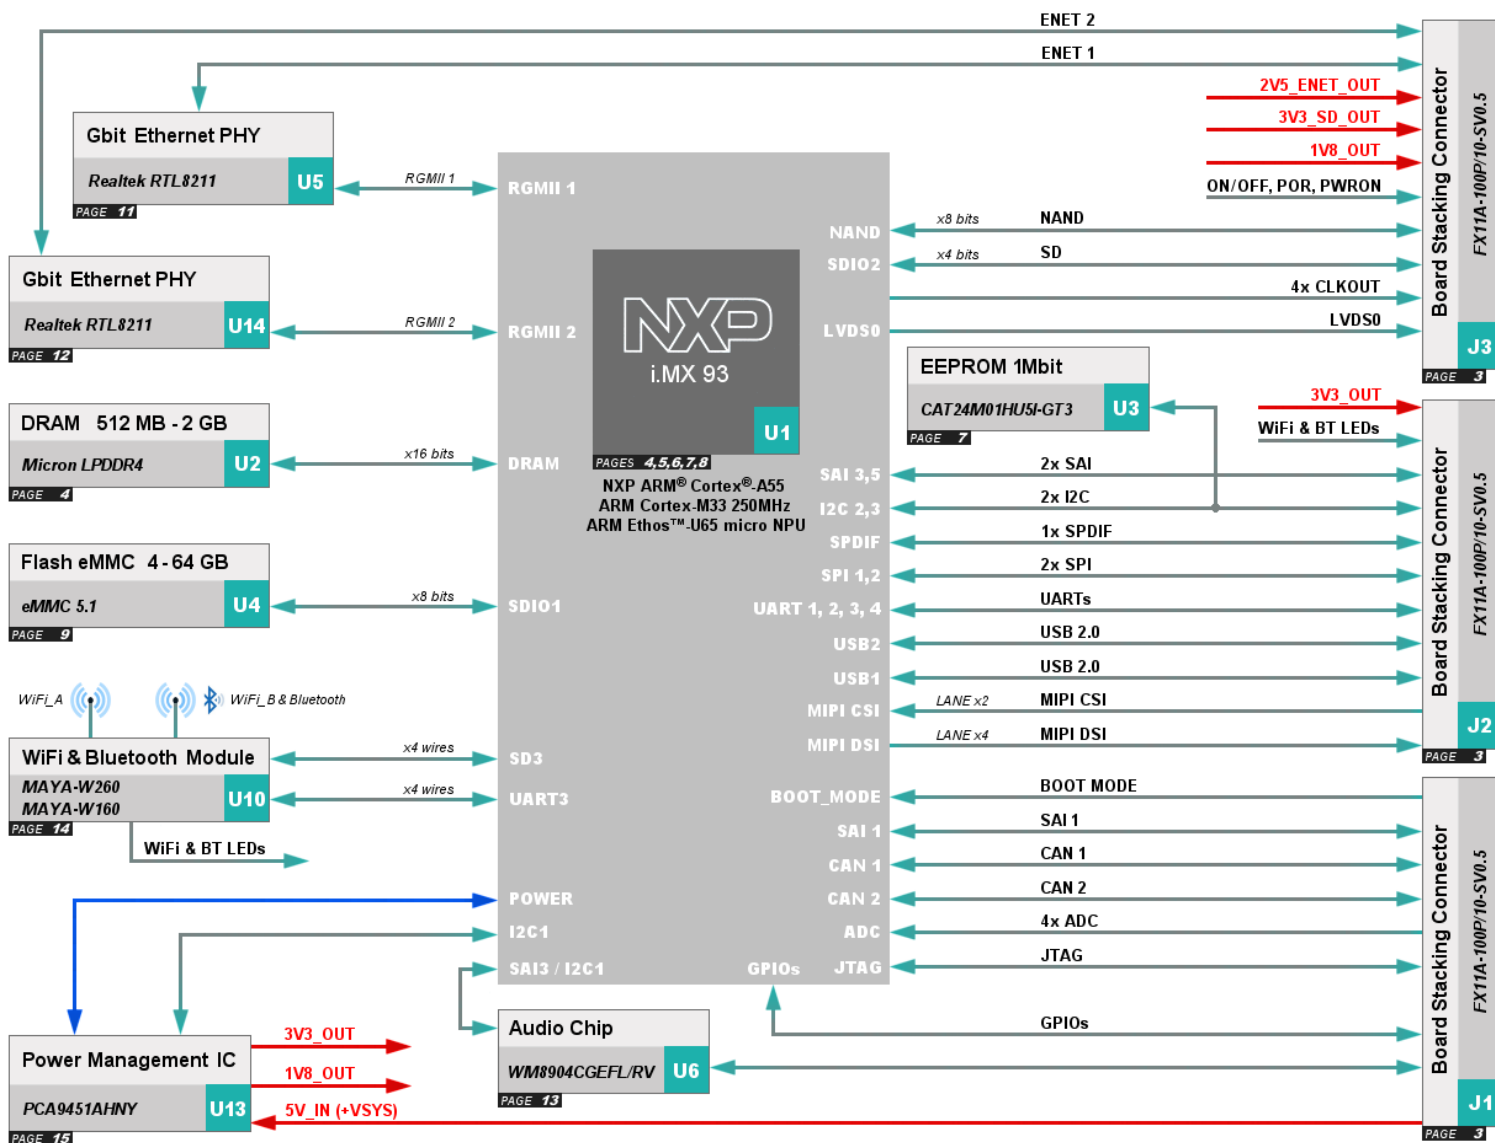 ENET 2
ENET 1
2V5_ENET_OUT
3V3_SD_OUT
1V8_OUT
ON/OFF, POR, PWRON
x8 bits NAND
x4 bits SD
4x CLKOUT
LVDS0
Board Stacking Connector
FX11A-100P/10-SV0.5
J3
PAGE 3
Gbit Ethernet PHY
Realtek RTL8211
U5
PAGE 11
RGMII 1
Gbit Ethernet PHY
Realtek RTL8211
U14
PAGE 12
RGMII 2
DRAM 512 MB - 2 GB
Micron LPDDR4
U2
PAGE 4
x16 bits
Flash eMMC 4 - 64 GB
eMMC 5.1
U4
PAGE 9
x8 bits
WiFi_A
WiFi_B & Bluetooth
WiFi & Bluetooth Module
MAYA-W260
MAYA-W160
U10
PAGE 14
x4 wires
x4 wires
WiFi & BT LEDs
Power Management IC
PCA9451AHNY
U13
PAGE 15
3V3_OUT
1V8_OUT
5V_IN (+VSYS)
RGMII 1
RGMII 2
DRAM
SDIO1
SD3
UART3
POWER
I2C1
SAI3 / I2C1
NXP
i.MX 93
U1
PAGES 4,5,6,7,8
NXP ARM® Cortex®-A55
ARM Cortex-M33 250MHz
ARM Ethos™-U65 micro NPU
NAND
SDIO2
LVDS0
SAI 3,5
I2C 2,3
SPDIF
SPI 1,2
UART 1, 2, 3, 4
USB2
USB1
MIPI CSI
MIPI DSI
BOOT_MODE
SAI 1
CAN 1
CAN 2
ADC
GPIOs JTAG
Audio Chip
WM8904CGEFL/RV
U6
PAGE 13
EEPROM 1Mbit
CAT24M01HU5I-GT3
U3
PAGE 7
3V3_OUT
WiFi & BT LEDs
2x SAI
2x I2C
1x SPDIF
2x SPI
UARTs
USB 2.0
USB 2.0
LANE x2 MIPI CSI
LANE x4 MIPI DSI
Board Stacking Connector
FX11A-100P/10-SV0.5
J2
PAGE 3
BOOT MODE
SAI 1
CAN 1
CAN 2
4x ADC
JTAG
GPIOs
Board Stacking Connector
FX11A-100P/10-SV0.5
J1
PAGE 3